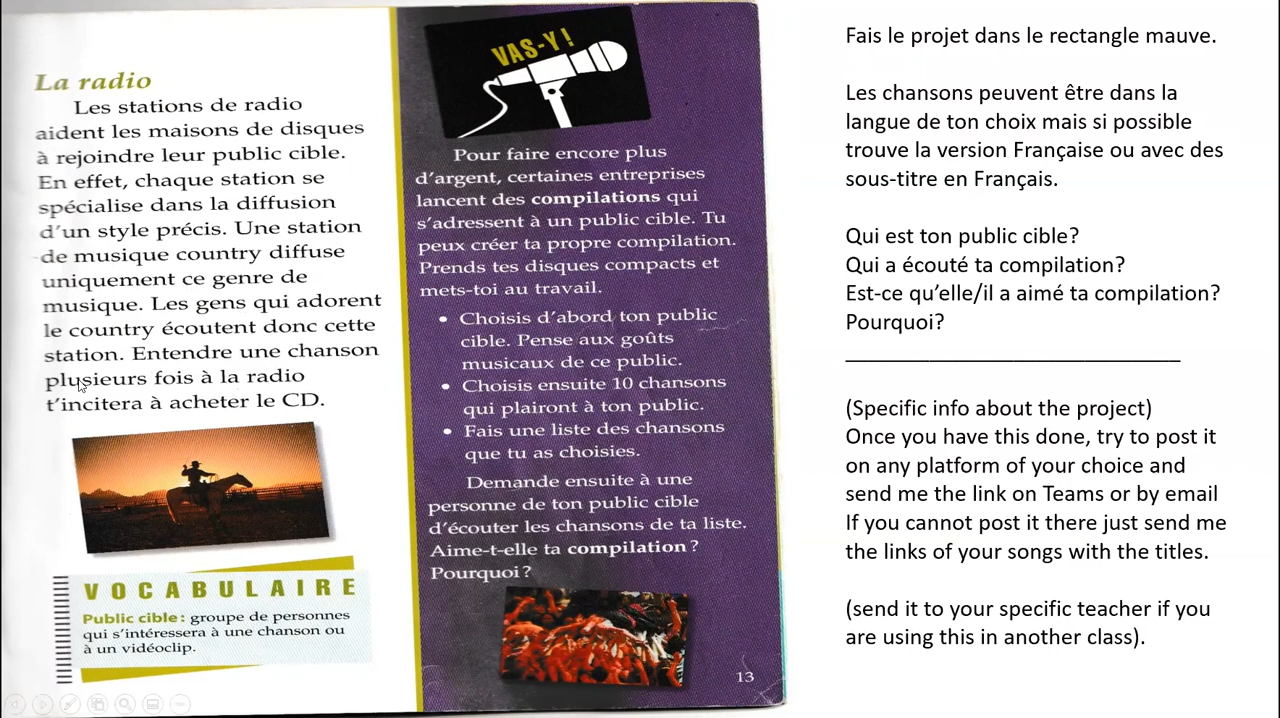 La radio
Les stations de radio
aident les maisons de disques
à rejoindre leur public cible.
En effet, chaque station se
spécialise dans la diffusion
d'un style précis. Une station
de musique country diffuse
uniquement ce genre de
musique. Les gens qui adorent
le country écoutent donc cette
station. Entendre une chanson
plusieurs fois à la radio
t'incitera à acheter le CD.
VOCABULAIRE
Public cible : groupe de personnes
qui s'intéressera à une chanson ou
à un vidéoclip.
VAS-Y !
Pour faire encore plus
d'argent, certaines entreprises
lancent des compilations qui
s'adressent à un public cible. Tu
peux créer ta propre compilation.
Prends tes disques compacts et
mets-toi au travail.
• Choisis d'abord ton public
cible. Pense aux goûts
musicaux de ce public.
• Choisis ensuite 10 chansons
qui plairont à ton public.
• Fais une liste des chansons
que tu as choisies.
Demande ensuite à une
personne de ton public cible
d'écouter les chansons de ta liste.
Aime-t-elle ta compilation ?
Pourquoi ?
13
Fais le projet dans le rectangle mauve.
Les chansons peuvent être dans la
langue de ton choix mais si possible
trouve la version Française ou avec des
sous-titre en Français.
Qui est ton public cible?
Qui a écouté ta compilation?
Est-ce qu'elle/il a aimé ta compilation?
Pourquoi?
(Specific info about the project)
Once you have this done, try to post it
on any platform of your choice and
send me the link on Teams or by email
If you cannot post it there just send me
the links of your songs with the titles.
(send it to your specific teacher if you
are using this in another class).